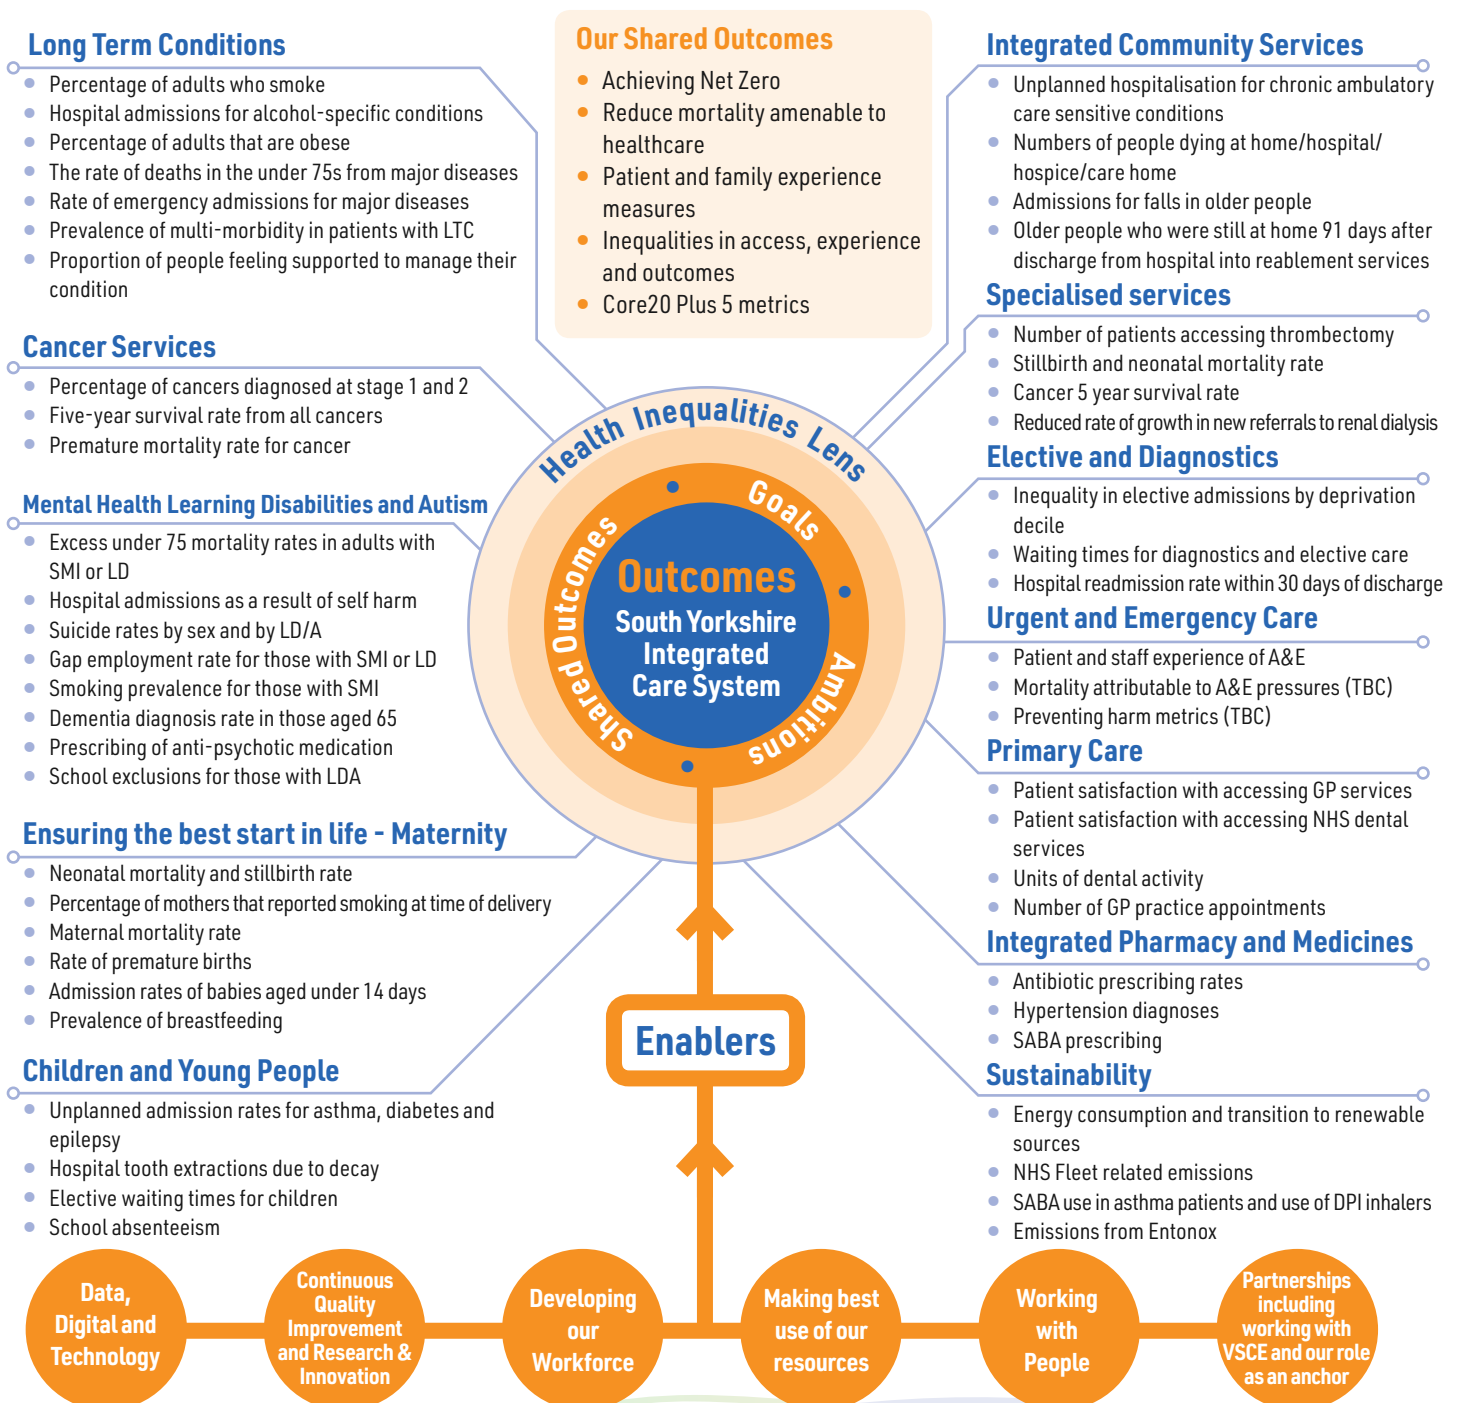 Long Term Conditions
Percentage of adults who smoke
Hospital admissions for alcohol-specific conditions
Percentage of adults that are obese
The rate of deaths in the under 75s from major diseases
Rate of emergency admissions for major diseases
Prevalence of multi-morbidity in patients with LTC
Proportion of people feeling supported to manage their
condition
Cancer Services
Percentage of cancers diagnosed at stage 1 and 2
Five-year survival rate from all cancers
Premature mortality rate for cancer
Mental Health Learning Disabilities and Autism
Excess under 75 mortality rates in adults with
SMI or LD
Hospital admissions as a result of self harm
Suicide rates by sex and by LD/A
Gap employment rate for those with SMI or LD
Smoking prevalence for those with SMI
Dementia diagnosis rate in those aged 65
Prescribing of anti-psychotic medication
School exclusions for those with LDA
Ensuring the best start in life - Maternity
Neonatal mortality and stillbirth rate
Percentage of mothers that reported smoking at time of delivery
Maternal mortality rate
Rate of premature births
Admission rates of babies aged under 14 days
Prevalence of breastfeeding
Children and Young People
Unplanned admission rates for asthma, diabetes and
epilepsy
Hospital tooth extractions due to decay
Elective waiting times for children
School absenteeism
Our Shared Outcomes
Achieving Net Zero
Reduce mortality amenable to
healthcare
Patient and family experience
measures
Inequalities in access, experience
and outcomes
Core20 Plus 5 metrics
Health Inequalities Lens
Shared Outcomes
Goals
Ambitions
Outcomes
South Yorkshire
Integrated
Care System
Enablers
Integrated Community Services
Unplanned hospitalisation for chronic ambulatory
care sensitive conditions
Numbers of people dying at home/hospital/
hospice/care home
Admissions for falls in older people
Older people who were still at home 91 days after
discharge from hospital into reablement services
Specialised services
Number of patients accessing thrombectomy
Stillbirth and neonatal mortality rate
Cancer 5 year survival rate
Reduced rate of growth in new referrals to renal dialysis
Elective and Diagnostics
Inequality in elective admissions by deprivation
decile
Waiting times for diagnostics and elective care
Hospital readmission rate within 30 days of discharge
Urgent and Emergency Care
Patient and staff experience of A&E
Mortality attributable to A&E pressures (TBC)
Preventing harm metrics (TBC)
Primary Care
Patient satisfaction with accessing GP services
Patient satisfaction with accessing NHS dental
services
Units of dental activity
Number of GP practice appointments
Integrated Pharmacy and Medicines
Antibiotic prescribing rates
Hypertension diagnoses
SABA prescribing
Sustainability
Energy consumption and transition to renewable
sources
NHS Fleet related emissions
SABA use in asthma patients and use of DPI inhalers
Emissions from Entonox
Data,
Digital and
Technology
Continuous
Quality
Improvement
and Research &
Innovation
Developing
our
Workforce
Making best
use of our
resources
Working
with
People
Partnerships
including
working with
VSCE and our role
as an anchor